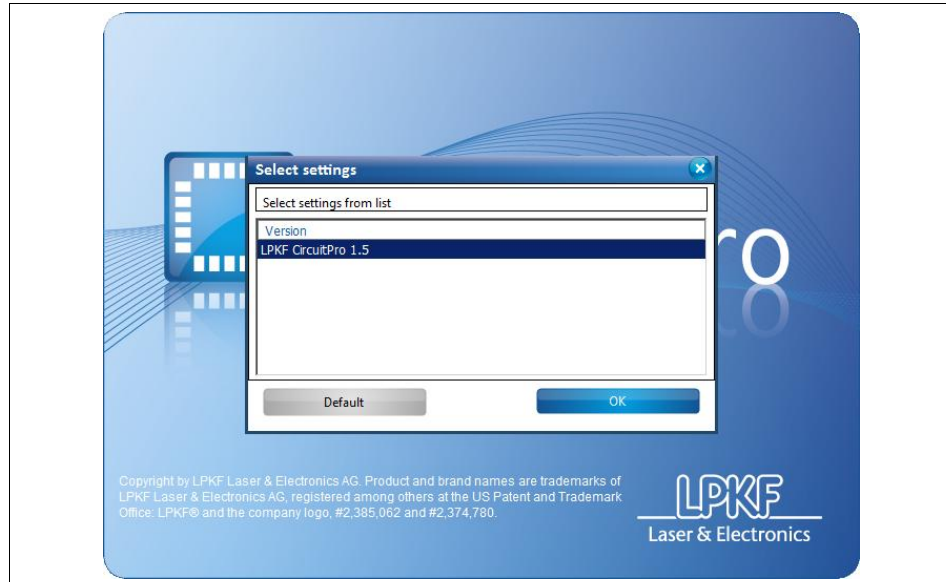 Select settings
Select settings from list
Version
LPKF CircuitPro 1.5
ro
Default
OK
Copyright by LPKF Laser & Electronics AG. Product and brand names are trademarks of
LPKF Laser & Electronics AG, registered among others at the US Patent and Trademark
Office: LPKF® and the company logo, #2,385,062 and #2,374,780.
LPKF
Laser & Electronics